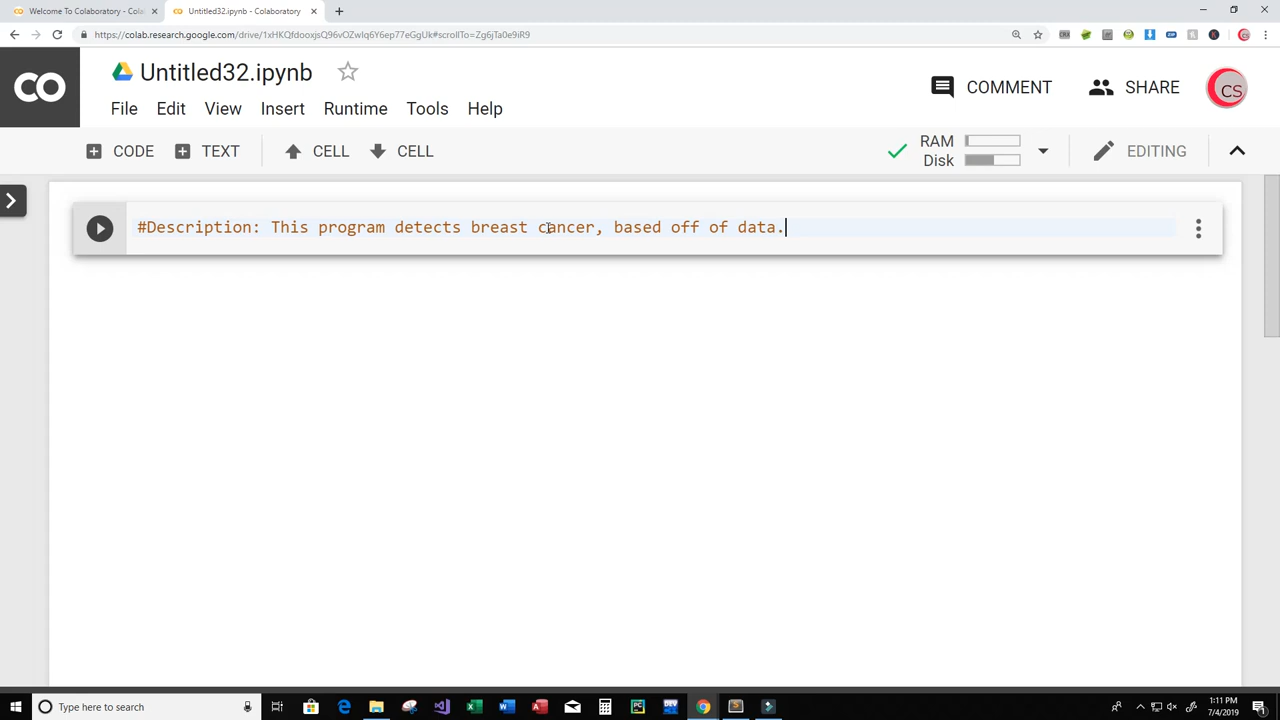 Welcome To Colaboratory - Cola
Untitled32.ipynb - Colaboratory
https://colab.research.google.com/drive/1xHKQfdooxjsQ96vOZwIq6Y6ep77eGgUk#scrollTo=Zg6jTa0e9iR9
CO
Untitled32.ipynb
COMMENT
SHARE
CS
File Edit View Insert Runtime Tools Help
CODE TEXT CELL CELL
RAM
Disk
EDITING
#Description: This program detects breast cancer, based off of data.
Type here to search
1:11 PM
7/4/2019